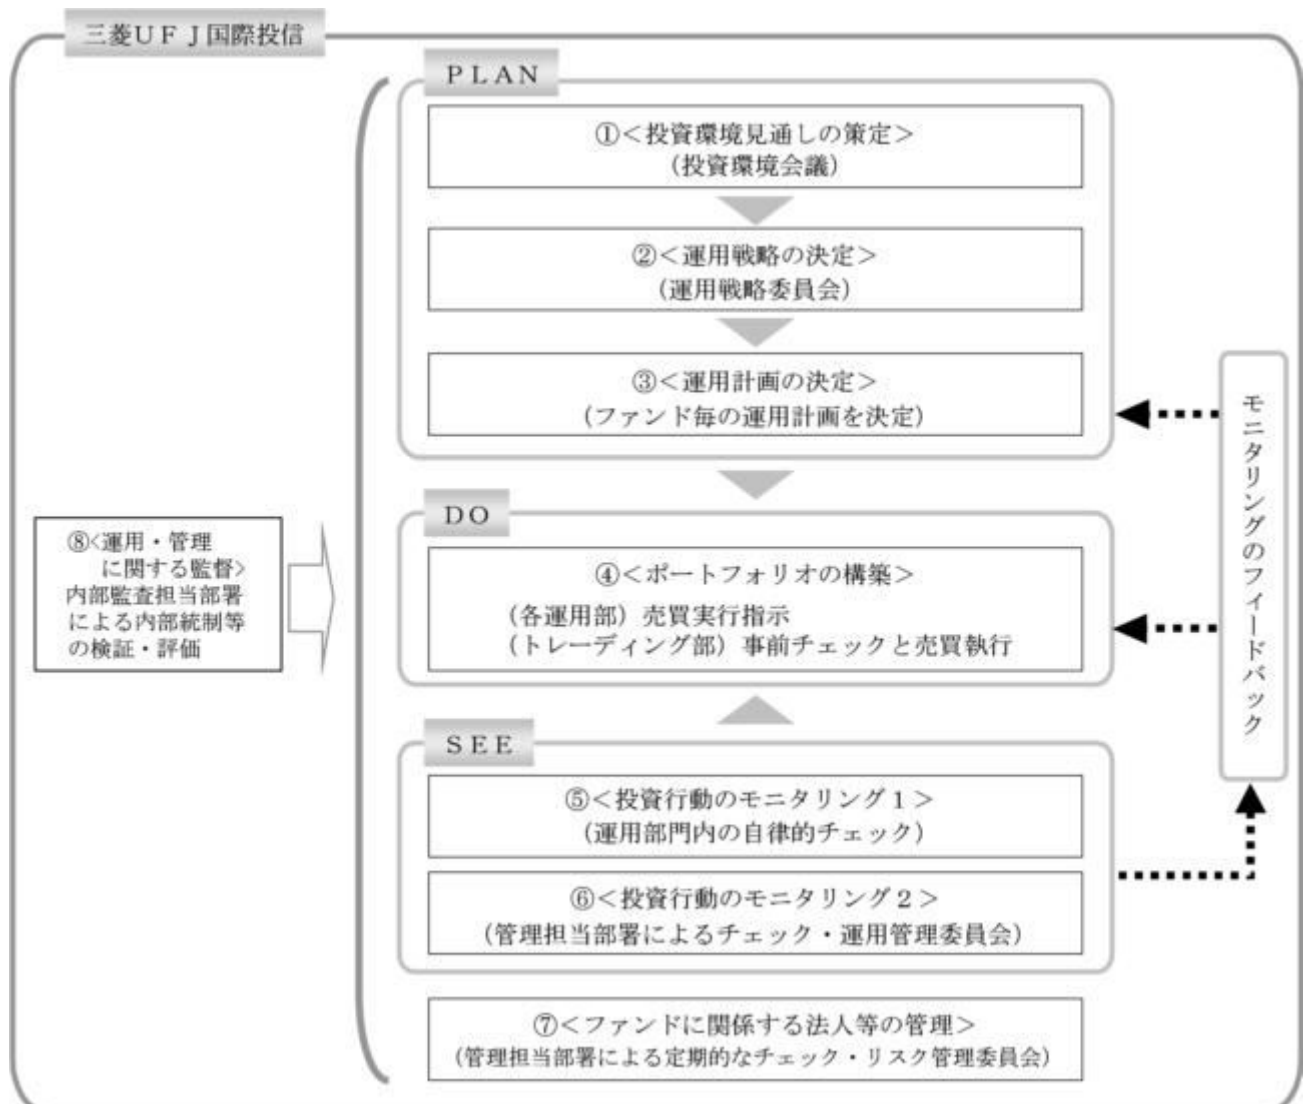 三菱ＵＦＪ国際投信
ＰＬＡＮ
①＜投資環境見通しの策定＞
（投資環境会議）
②＜運用戦略の決定＞
（運用戦略委員会）
③＜運用計画の決定＞
（ファンド毎の運用計画を決定）
ＤＯ
④＜ポートフォリオの構築＞
（各運用部）売買実行指示
（トレーディング部）事前チェックと売買執行
ＳＥＥ
⑤＜投資行動のモニタリング１＞
（運用部門内の自律的チェック）
⑥＜投資行動のモニタリング２＞
（管理担当部署によるチェック・運用管理委員会）
⑦＜ファンドに関係する法人等の管理＞
（管理担当部署による定期的なチェック・リスク管理委員会）
⑧<運用・管理
に関する監督>
内部監査担当部署
による内部統制等
の検証・評価
モニタリングのフィードバック